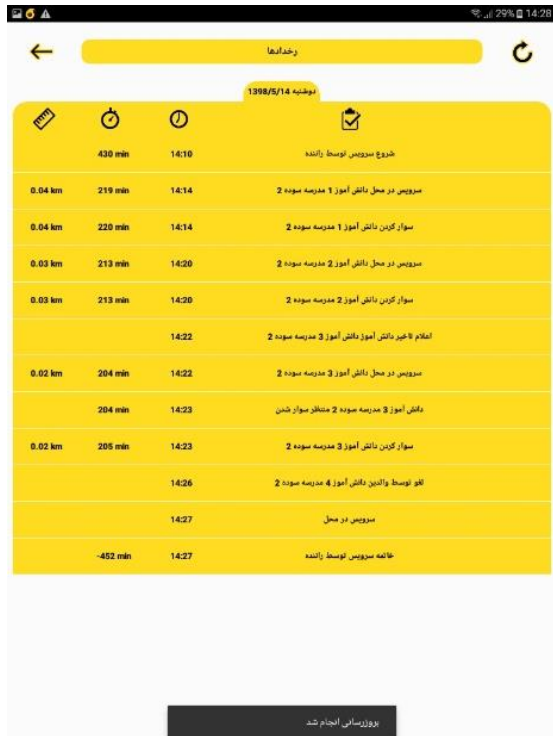 29% 14:28
رخدادها
دوشنبه 1398/5/14
شروع سرویس توسط راننده 14:10 430 min
سرویس در محل دانش آموز 1 مدرسه سوده 2 14:14 219 min 0.04 km
سوار کردن دانش آموز 1 مدرسه سوده 2 14:14 220 min 0.04 km
سرویس در محل دانش آموز 2 مدرسه سوده 2 14:20 213 min 0.03 km
سوار کردن دانش آموز 2 مدرسه سوده 2 14:20 213 min 0.03 km
اعلام تاخیر دانش آموز دانش آموز 3 مدرسه سوده 2 14:22
سرویس در محل دانش آموز 3 مدرسه سوده 2 14:22 204 min 0.02 km
دانش آموز 3 مدرسه سوده 2 منتظر سوار شدن 14:23 204 min
سوار کردن دانش آموز 3 مدرسه سوده 2 14:23 205 min 0.02 km
لغو توسط والدین دانش آموز 4 مدرسه سوده 2 14:26
سرویس در محل 14:27
خاتمه سرویس توسط راننده 14:27 -452 min
بروزرسانی انجام شد